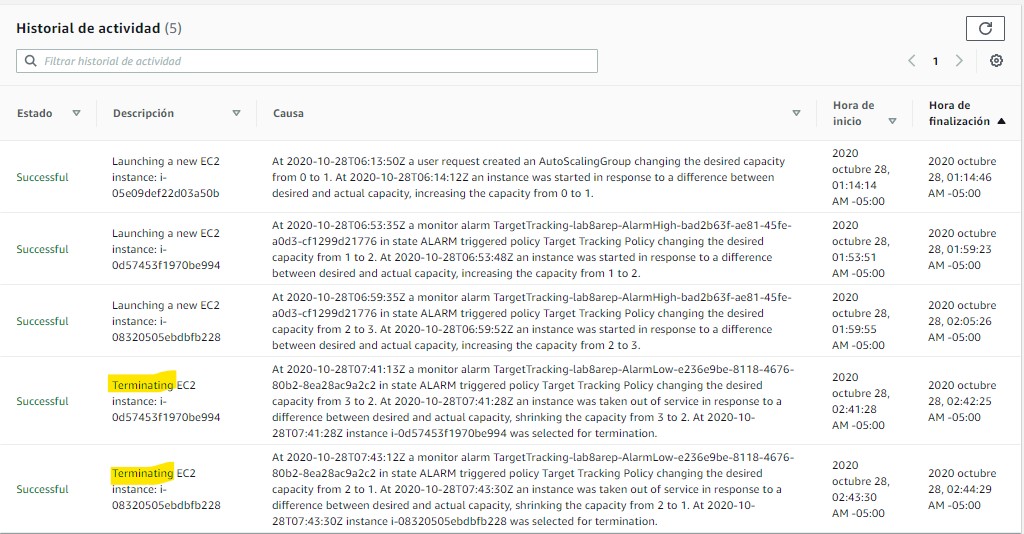 Historial de actividad (5)
Filtrar historial de actividad
1
Estado
Descripción
Causa
Hora de
inicio
Hora de
finalización
Successful
Launching a new EC2
instance: i-
05e09def22d03a50b
At 2020-10-28T06:13:50Z a user request created an AutoScalingGroup changing the desired capacity
from 0 to 1. At 2020-10-28T06:14:12Z an instance was started in response to a difference between
desired and actual capacity, increasing the capacity from 0 to 1.
2020
octubre
28,
01:14:14
AM -05:00
2020 octubre
28, 01:14:46
AM -05:00
Successful
Launching a new EC2
instance: i-
0d57453f1970be994
At 2020-10-28T06:53:35Z a monitor alarm TargetTracking-lab8arep-AlarmHigh-bad2b63f-ae81-45fe-
a0d3-cf1299d21776 in state ALARM triggered policy Target Tracking Policy changing the desired
capacity from 1 to 2. At 2020-10-28T06:53:48Z an instance was started in response to a difference
between desired and actual capacity, increasing the capacity from 1 to 2.
2020
octubre
28,
01:53:51
AM -05:00
2020 octubre
28, 01:59:23
AM -05:00
Successful
Launching a new EC2
instance: i-
08320505ebdbfb228
At 2020-10-28T06:59:35Z a monitor alarm TargetTracking-lab8arep-AlarmHigh-bad2b63f-ae81-45fe-
a0d3-cf1299d21776 in state ALARM triggered policy Target Tracking Policy changing the desired
capacity from 2 to 3. At 2020-10-28T06:59:52Z an instance was started in response to a difference
between desired and actual capacity, increasing the capacity from 2 to 3.
2020
octubre
28,
01:59:55
AM -05:00
2020 octubre
28, 02:05:26
AM -05:00
Successful
Terminating EC2
instance: i-
0d57453f1970be994
At 2020-10-28T07:41:13Z a monitor alarm TargetTracking-lab8arep-AlarmLow-e236e9be-8118-4676-
80b2-8ea28ac9a2c2 in state ALARM triggered policy Target Tracking Policy changing the desired
capacity from 3 to 2. At 2020-10-28T07:41:28Z an instance was taken out of service in response to a
difference between desired and actual capacity, shrinking the capacity from 3 to 2. At 2020-10-
28T07:41:28Z instance i-0d57453f1970be994 was selected for termination.
2020
octubre
28,
02:41:28
AM -05:00
2020 octubre
28, 02:42:25
AM -05:00
Successful
Terminating EC2
instance: i-
08320505ebdbfb228
At 2020-10-28T07:43:12Z a monitor alarm TargetTracking-lab8arep-AlarmLow-e236e9be-8118-4676-
80b2-8ea28ac9a2c2 in state ALARM triggered policy Target Tracking Policy changing the desired
capacity from 2 to 1. At 2020-10-28T07:43:30Z an instance was taken out of service in response to a
difference between desired and actual capacity, shrinking the capacity from 2 to 1. At 2020-10-
28T07:43:30Z instance i-08320505ebdbfb228 was selected for termination.
2020
octubre
28,
02:43:30
AM -05:00
2020 octubre
28, 02:44:29
AM -05:00